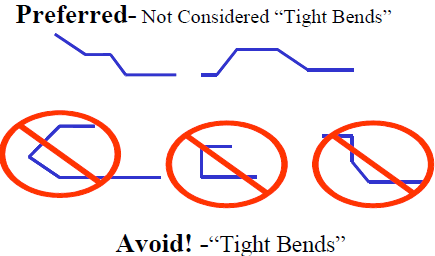 Preferred- Not Considered “Tight Bends”
Avoid! -“Tight Bends”